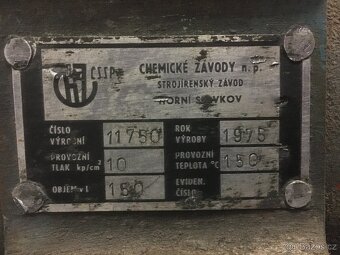 ČSSP
CHEMICKÉ ZÁVODY n.p.
STROJÍRENSKÝ ZÁVOD
HORNÍ SLAVKOV
ČÍSLO VÝROBNÍ 11750 ROK VÝROBY 1975
PROVOZNÍ TLAK kp/cm² 10 PROVOZNÍ TEPLOTA °C 150
OBJEM v l 150 EVIDEN. ČÍSLO